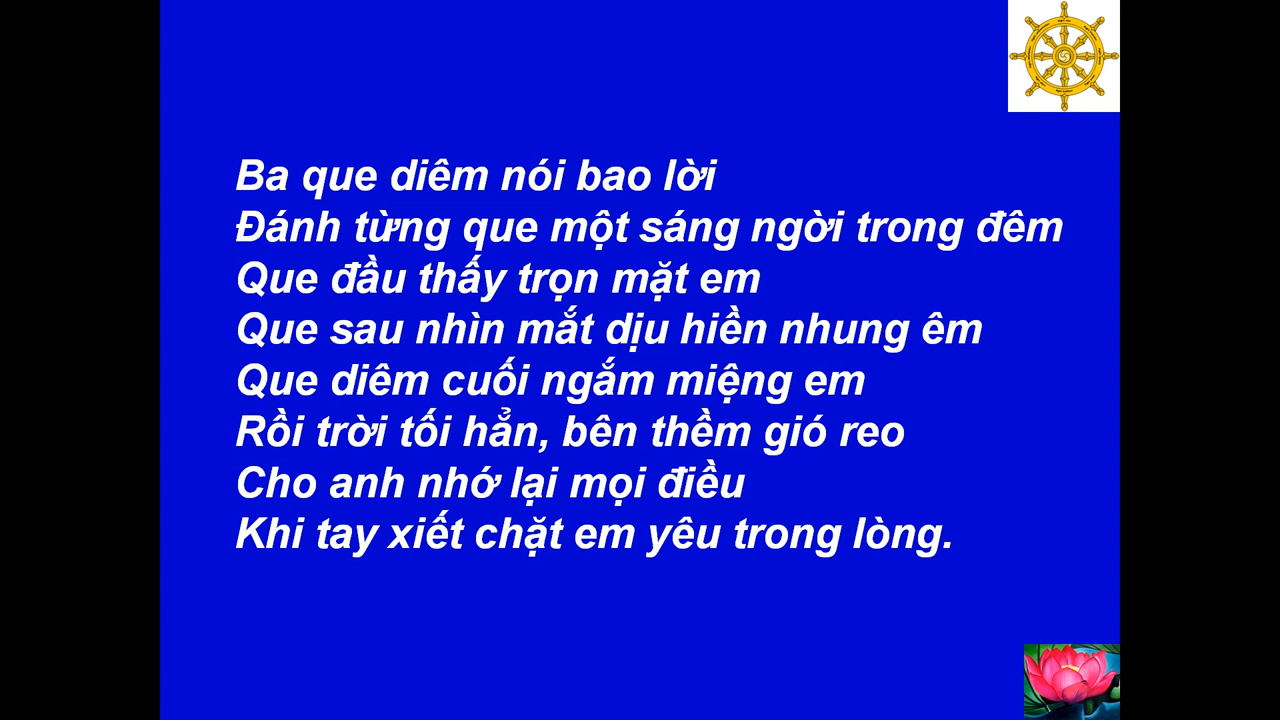 Ba que diêm nói bao lời
Đánh từng que một sáng ngời trong đêm
Que đầu thấy trọn mặt em
Que sau nhìn mắt dịu hiền nhung êm
Que diêm cuối ngắm miệng em
Rồi trời tối hẳn, bên thềm gió reo
Cho anh nhớ lại mọi điều
Khi tay xiết chặt em yêu trong lòng.